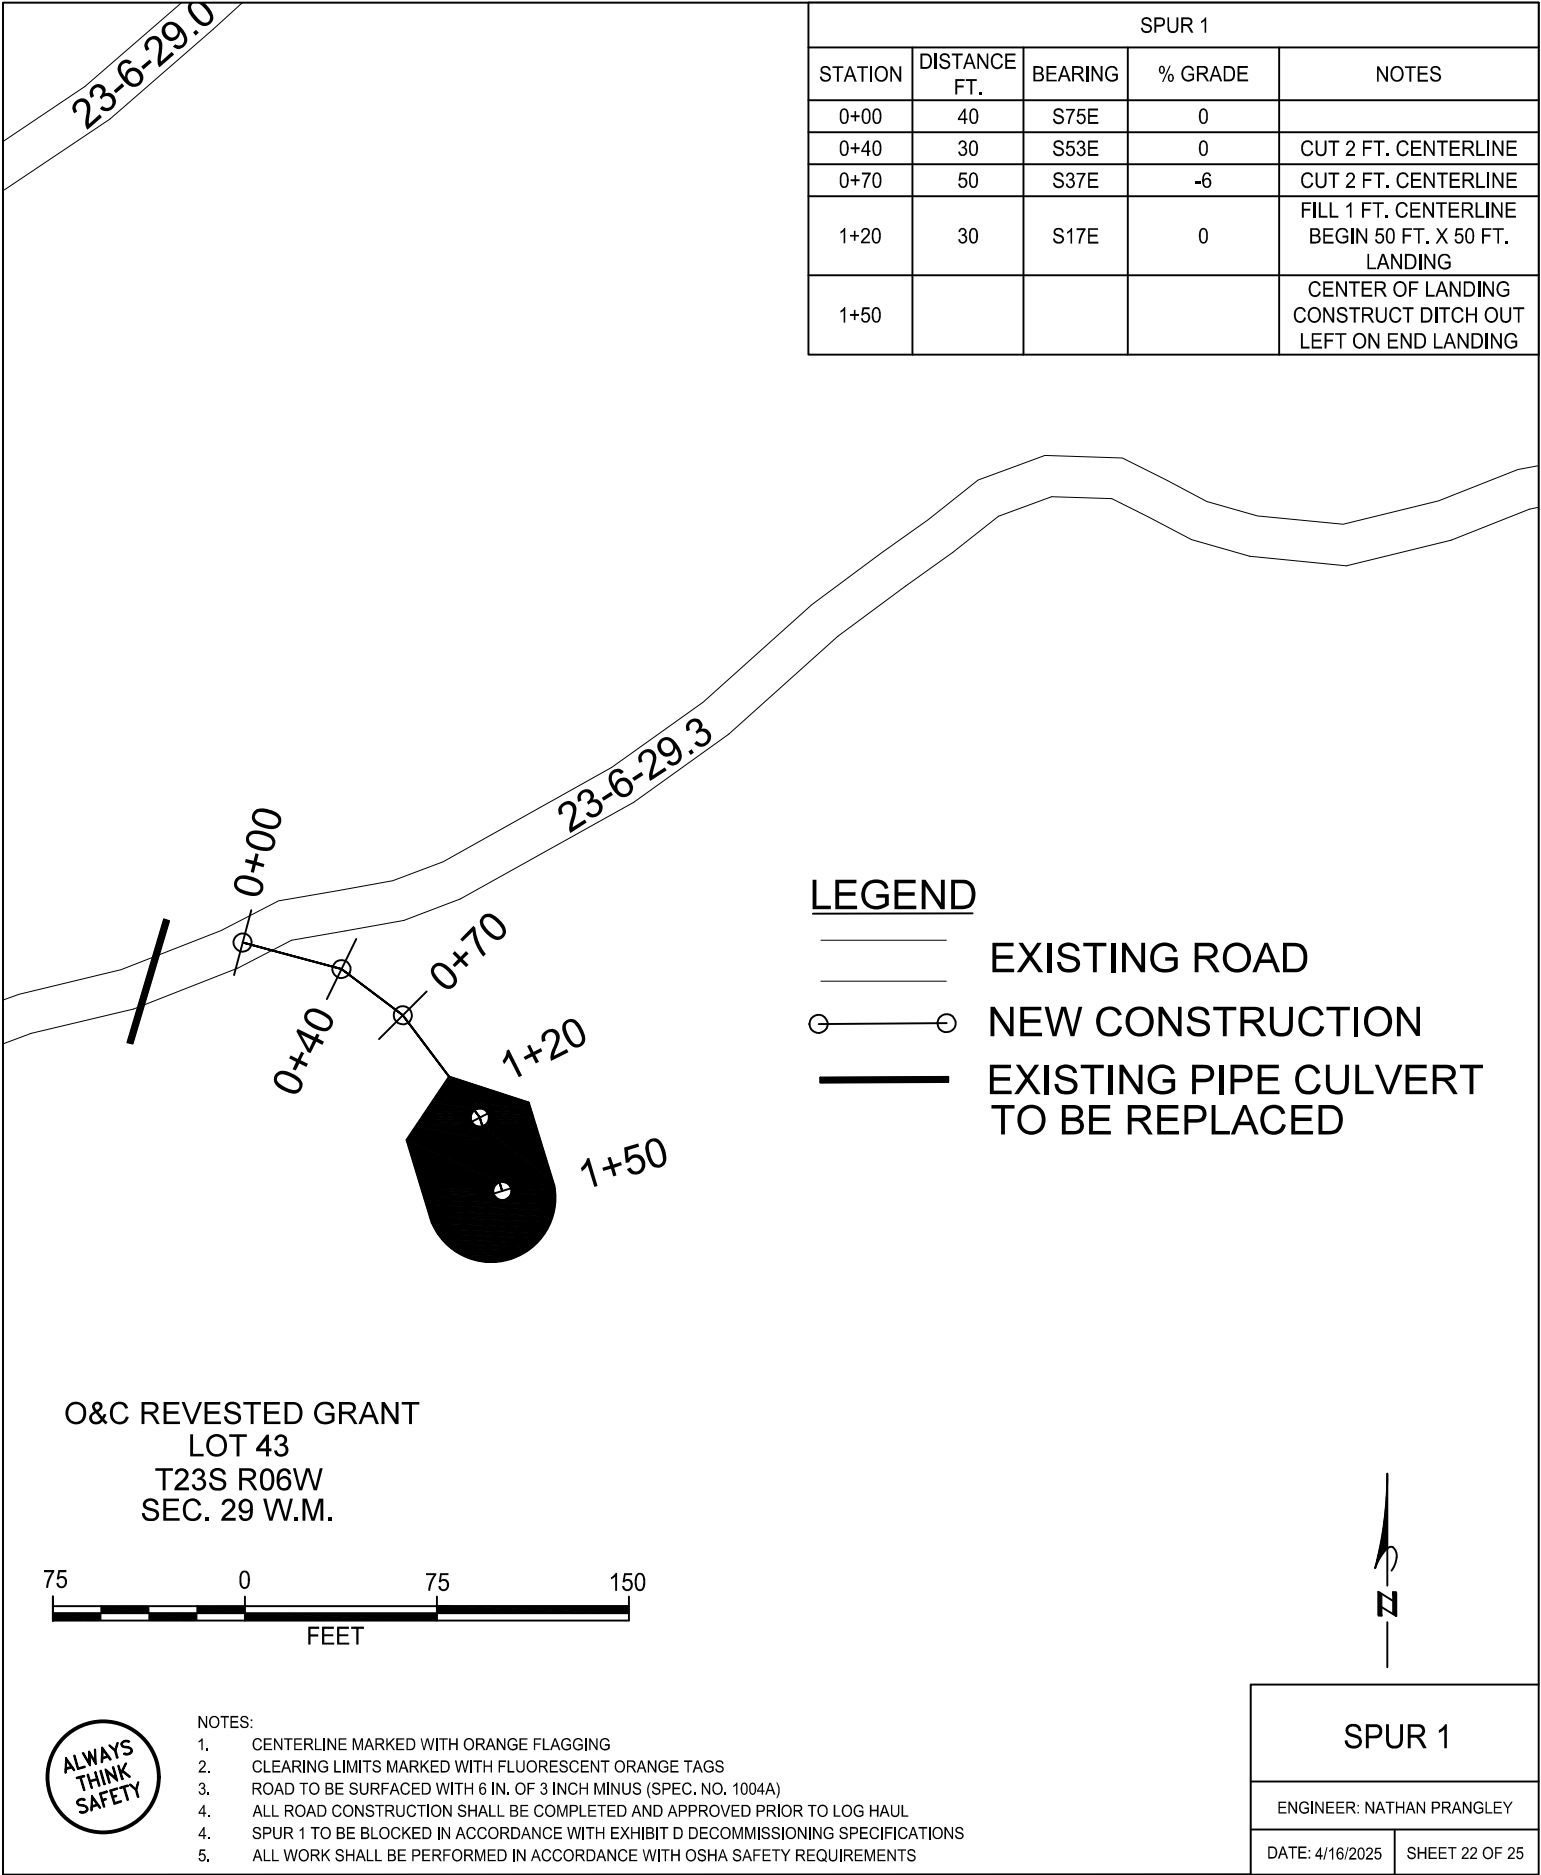 23-6-29.0
SPUR 1
STATION DISTANCE FT. BEARING % GRADE NOTES
0+00 40 S75E 0
0+40 30 S53E 0 CUT 2 FT. CENTERLINE
0+70 50 S37E -6 CUT 2 FT. CENTERLINE
1+20 30 S17E 0 FILL 1 FT. CENTERLINE
BEGIN 50 FT. X 50 FT.
LANDING
1+50 CENTER OF LANDING
CONSTRUCT DITCH OUT
LEFT ON END LANDING
23-6-29.3
0+00
0+40
0+70
1+20
1+50
LEGEND
EXISTING ROAD
NEW CONSTRUCTION
EXISTING PIPE CULVERT
TO BE REPLACED
O&C REVESTED GRANT
LOT 43
T23S R06W
SEC. 29 W.M.
75 0 75 150
FEET
N
ALWAYS
THINK
SAFETY
NOTES:
1. CENTERLINE MARKED WITH ORANGE FLAGGING
2. CLEARING LIMITS MARKED WITH FLUORESCENT ORANGE TAGS
3. ROAD TO BE SURFACED WITH 6 IN. OF 3 INCH MINUS (SPEC. NO. 1004A)
4. ALL ROAD CONSTRUCTION SHALL BE COMPLETED AND APPROVED PRIOR TO LOG HAUL
4. SPUR 1 TO BE BLOCKED IN ACCORDANCE WITH EXHIBIT D DECOMMISSIONING SPECIFICATIONS
5. ALL WORK SHALL BE PERFORMED IN ACCORDANCE WITH OSHA SAFETY REQUIREMENTS
SPUR 1
ENGINEER: NATHAN PRANGLEY
DATE: 4/16/2025 SHEET 22 OF 25